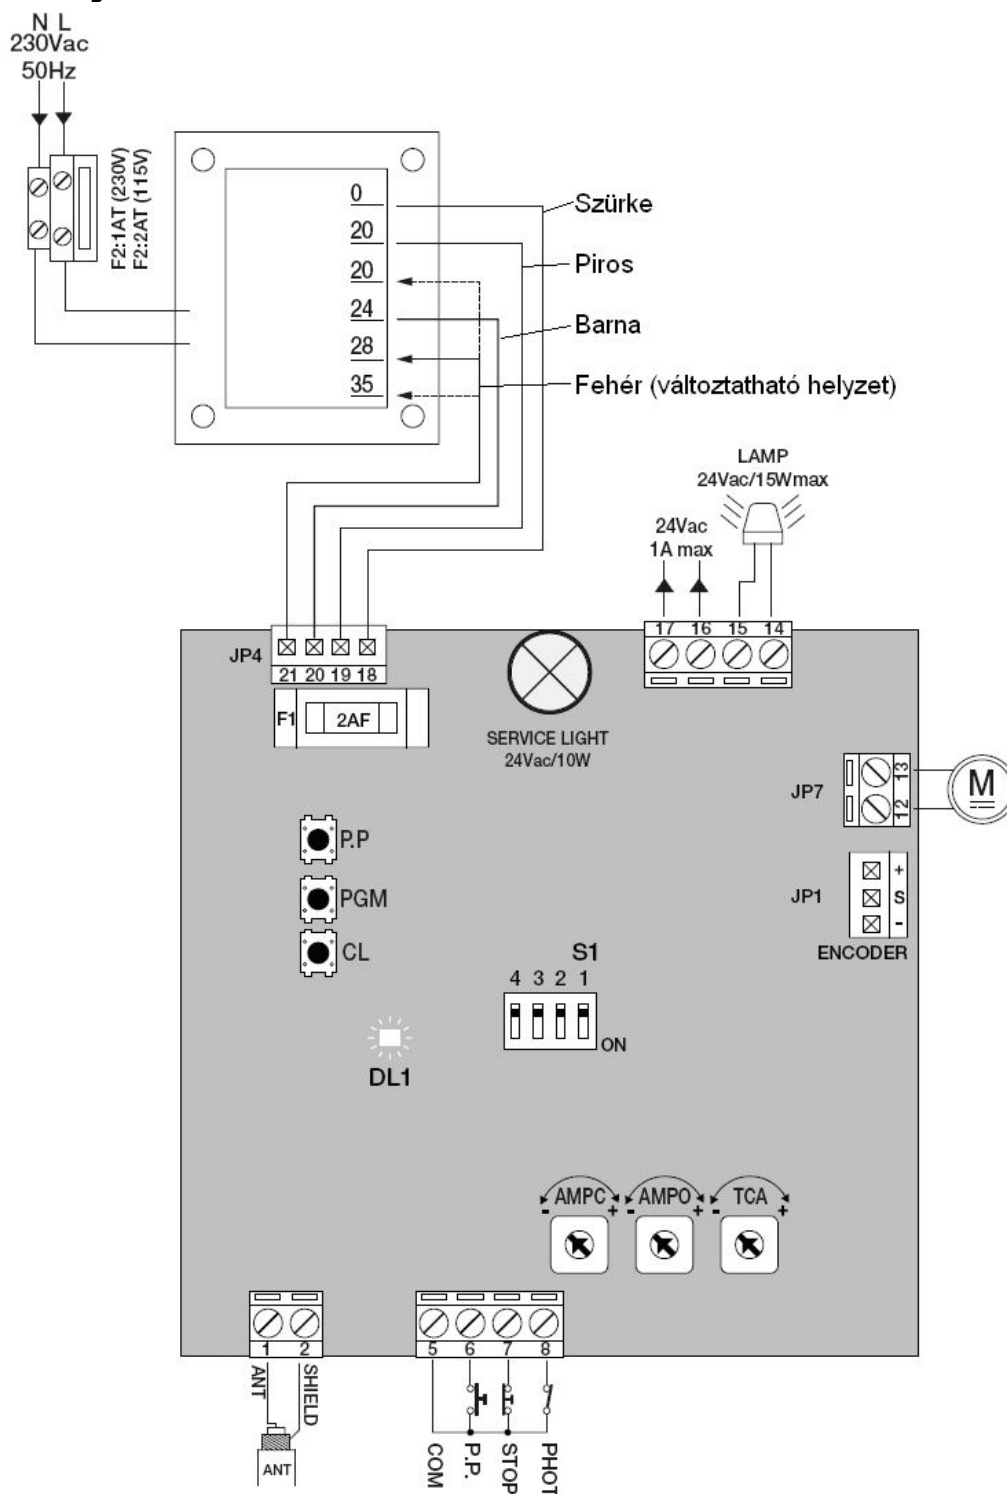 N L
230Vac
50Hz
F2:1AT (230V)
F2:2AT (115V)
0
20
20
24
28
35
Szürke
Piros
Barna
Fehér (változtatható helyzet)
LAMP
24Vac/15Wmax
24Vac
1A max
17 16 15 14
JP4
21 20 19 18
F1
2AF
SERVICE LIGHT
24Vac/10W
JP7
13
12
M
P.P
PGM
CL
JP1
+
S
-
ENCODER
S1
4 3 2 1
ON
DL1
AMPC
- +
AMPO
- +
TCA
- +
1 2
5 6 7 8
ANT
SHIELD
ANT
COM
P.P.
STOP
PHOT